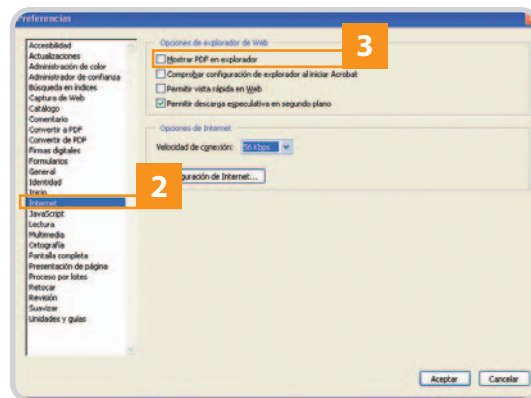 Preferencias
Accesibilidad
Actualizaciones
Administración de color
Administrador de confianza
Búsqueda en índices
Captura de Web
Catálogo
Comentario
Convertir a PDF
Convertir de PDF
Firmas digitales
Formularios
General
Identidad
Inicio
Internet
JavaScript
Lectura
Multimedia
Ortografía
Pantalla completa
Presentación de página
Proceso por lotes
Retocar
Revisión
Suavizar
Unidades y guías
2
Opciones de explorador de Web
Mostrar PDF en explorador
3
Comprobar configuración de explorador al iniciar Acrobat
Permitir vista rápida en Web
Permitir descarga especulativa en segundo plano
Opciones de Internet
Velocidad de conexión: 56 Kbps
guración de Internet...
Aceptar Cancelar